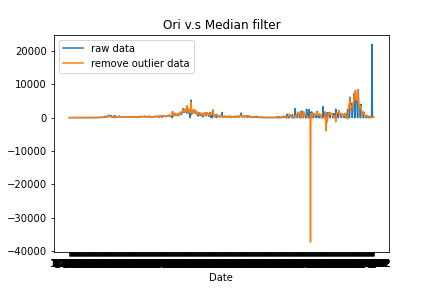 Ori v.s Median filter
raw data
remove outlier data
20000
10000
0
-10000
-20000
-30000
-40000
Date